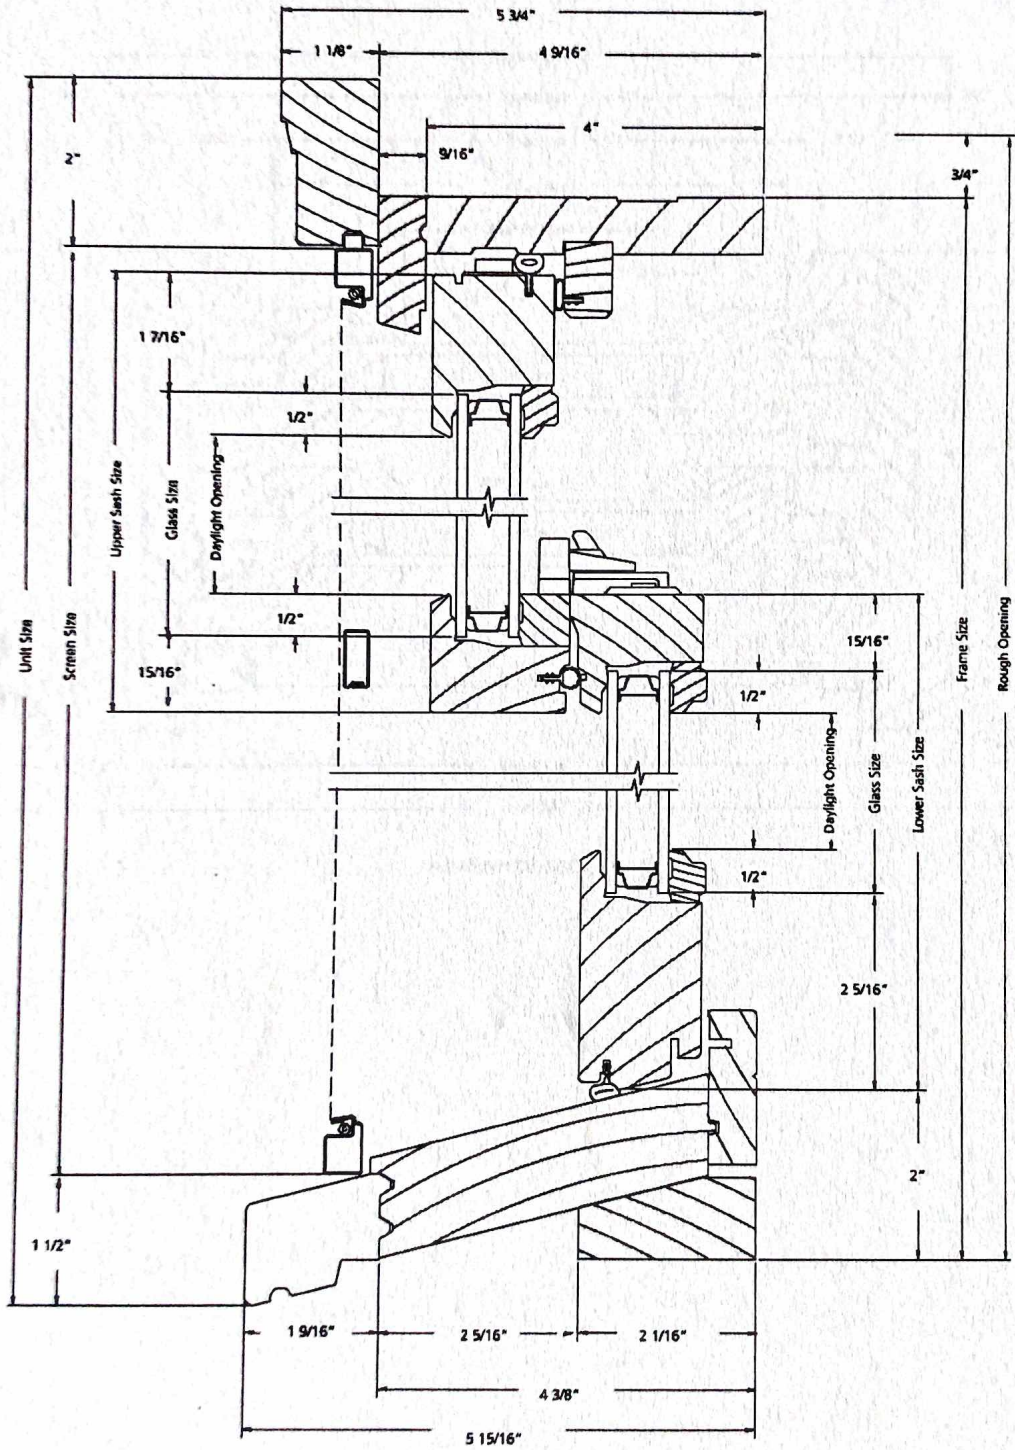 5 3/4"
1 1/8"
4 9/16"
4"
2"
9/16"
3/4"
1 7/16"
1/2"
Upper Sash Size
Glass Size
Daylight Opening
Unit Size
Screen Size
1/2"
15/16"
15/16"
1/2"
Frame Size
Rough Opening
Daylight Opening
Glass Size
Lower Sash Size
1/2"
2 5/16"
2"
1 1/2"
1 9/16"
2 5/16"
2 1/16"
4 3/8"
5 15/16"